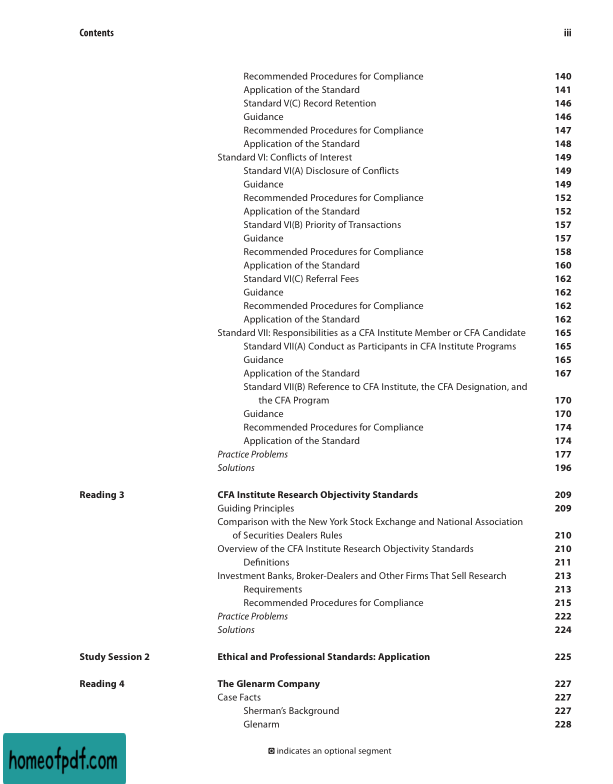 Contents iii
Recommended Procedures for Compliance 140
Application of the Standard 141
Standard V(C) Record Retention 146
Guidance 146
Recommended Procedures for Compliance 147
Application of the Standard 148
Standard VI: Conflicts of Interest 149
Standard VI(A) Disclosure of Conflicts 149
Guidance 149
Recommended Procedures for Compliance 152
Application of the Standard 152
Standard VI(B) Priority of Transactions 157
Guidance 157
Recommended Procedures for Compliance 158
Application of the Standard 160
Standard VI(C) Referral Fees 162
Guidance 162
Recommended Procedures for Compliance 162
Application of the Standard 162
Standard VII: Responsibilities as a CFA Institute Member or CFA Candidate 165
Standard VII(A) Conduct as Participants in CFA Institute Programs 165
Guidance 165
Application of the Standard 167
Standard VII(B) Reference to CFA Institute, the CFA Designation, and
the CFA Program 170
Guidance 170
Recommended Procedures for Compliance 174
Application of the Standard 174
Practice Problems 177
Solutions 196
Reading 3 CFA Institute Research Objectivity Standards 209
Guiding Principles 209
Comparison with the New York Stock Exchange and National Association
of Securities Dealers Rules 210
Overview of the CFA Institute Research Objectivity Standards 210
Definitions 211
Investment Banks, Broker-Dealers and Other Firms That Sell Research 213
Requirements 213
Recommended Procedures for Compliance 215
Practice Problems 222
Solutions 224
Study Session 2 Ethical and Professional Standards: Application 225
Reading 4 The Glenarm Company 227
Case Facts 227
Sherman's Background 227
Glenarm 228
indicates an optional segment
homeofpdf.com